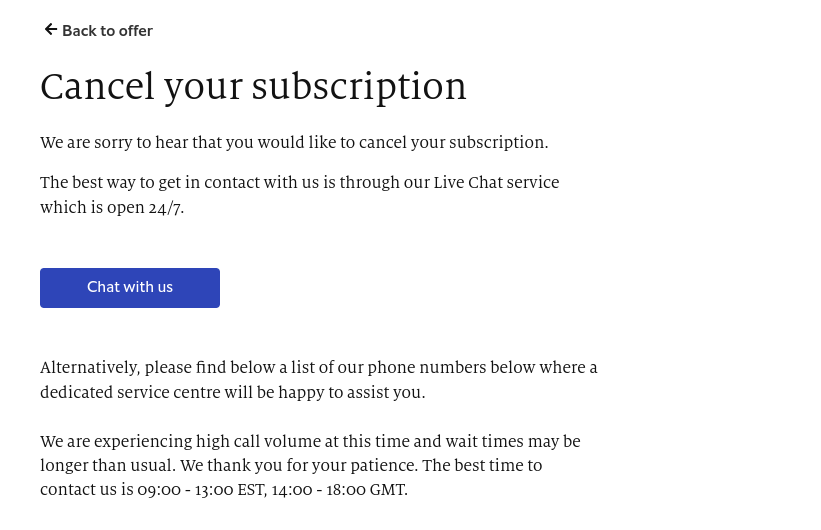 ← Back to offer
Cancel your subscription
We are sorry to hear that you would like to cancel your subscription.
The best way to get in contact with us is through our Live Chat service
which is open 24/7.
Chat with us
Alternatively, please find below a list of our phone numbers below where a
dedicated service centre will be happy to assist you.
We are experiencing high call volume at this time and wait times may be
longer than usual. We thank you for your patience. The best time to
contact us is 09:00 - 13:00 EST, 14:00 - 18:00 GMT.